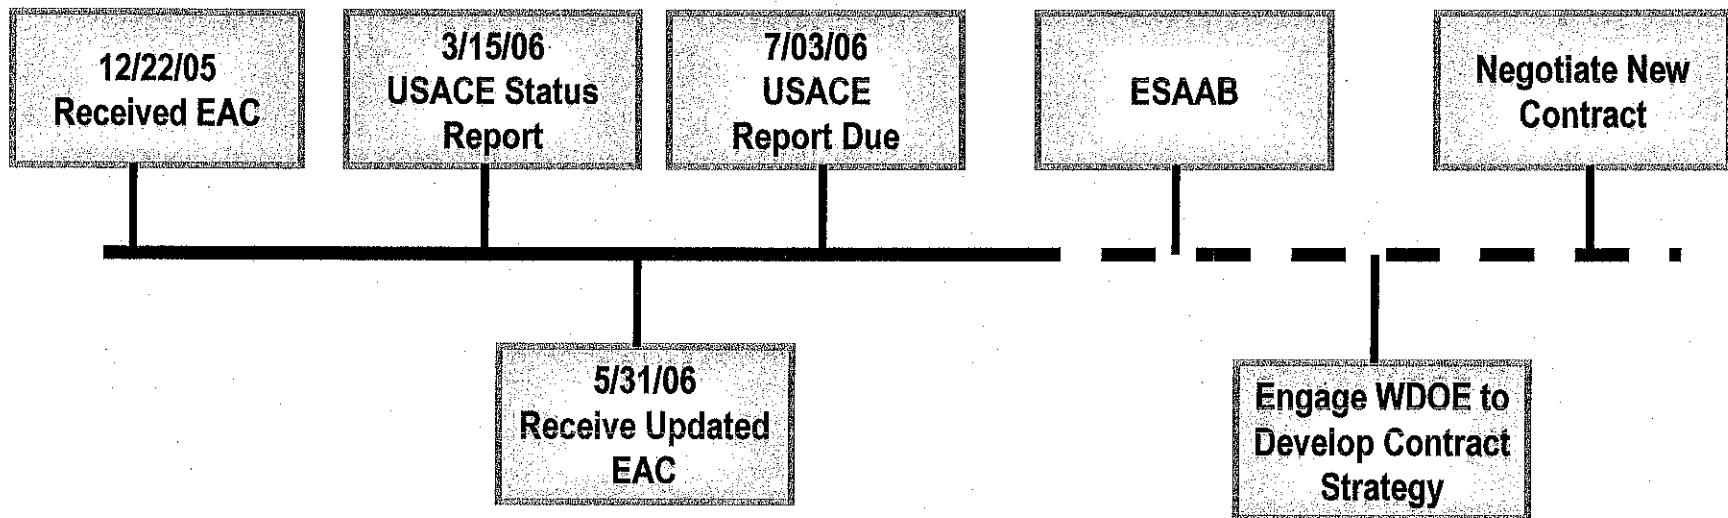 12/22/05
Received EAC
3/15/06
USACE Status
Report
7/03/06
USACE
Report Due
ESAAB
Negotiate New
Contract
5/31/06
Receive Updated
EAC
Engage WDOE to
Develop Contract
Strategy